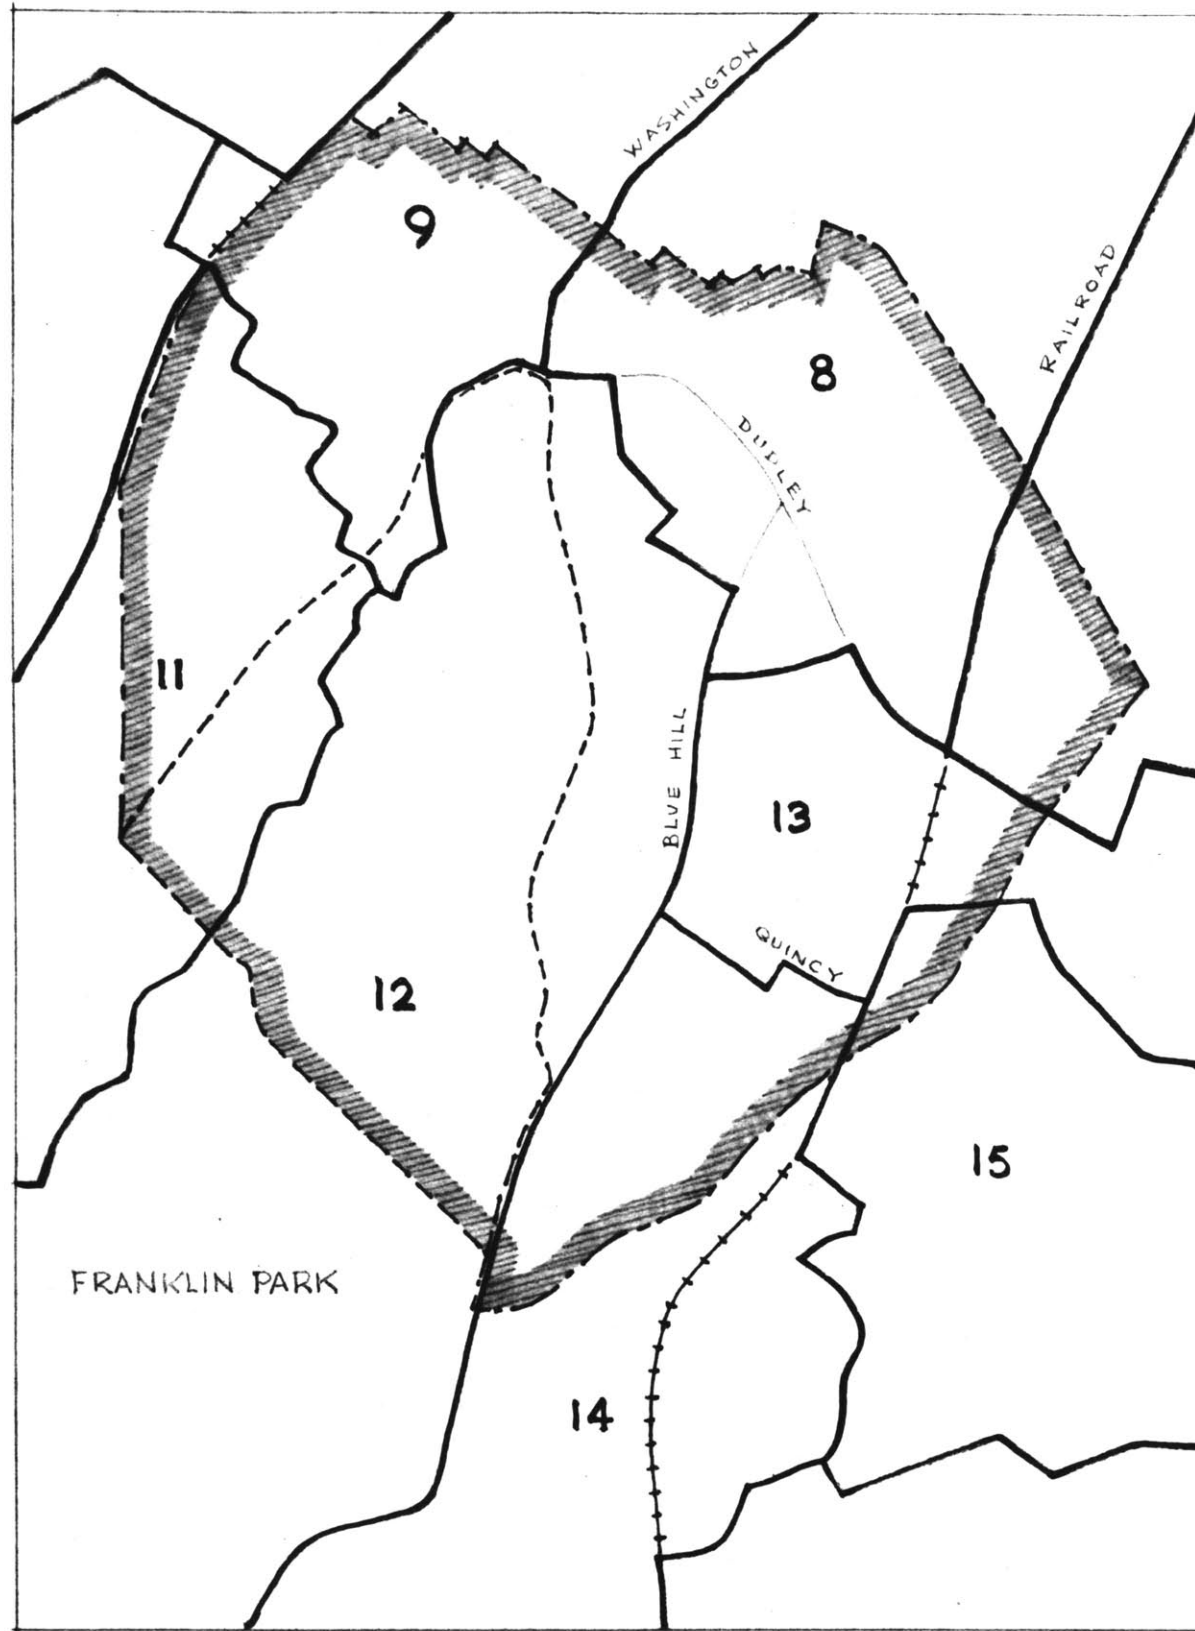 WASHINGTON
9
RAILROAD
8
DUDLEY
11
BLUE HILL
13
QUINCY
12
15
FRANKLIN PARK
14